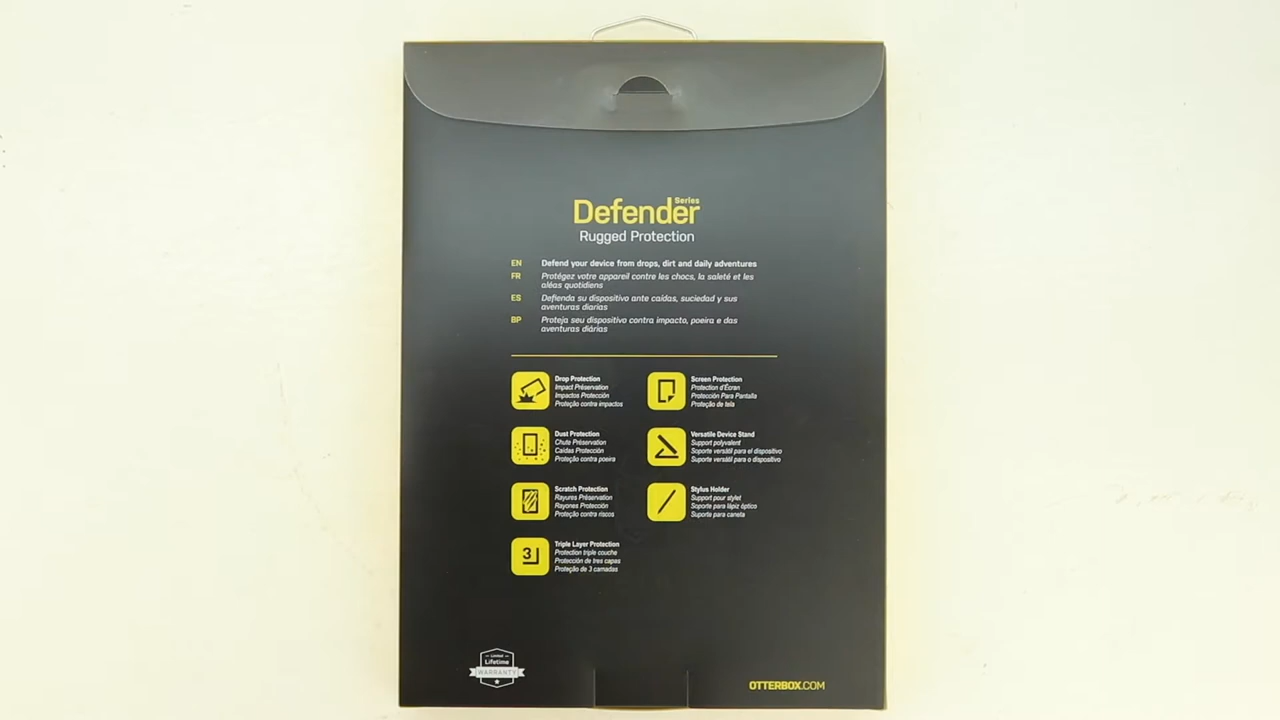 Defender Series
Rugged Protection
EN Defend your device from drops, dirt and daily adventures
FR Protégez votre appareil contre les chocs, la saleté et les
aléas quotidiens
ES Defienda su dispositivo ante caídas, suciedad y sus
aventuras diarias
BP Proteja seu dispositivo contra impacto, poeira e das
aventuras diárias
Drop Protection
Impact Préservation
Impactos Protección
Proteção contra impactos
Screen Protection
Protection d'Écran
Protección Para Pantalla
Proteção de tela
Dust Protection
Chute Préservation
Caídas Protección
Proteção contra poeira
Versatile Device Stand
Support polyvalent
Soporte versátil para el dispositivo
Suporte versátil para o dispositivo
Scratch Protection
Rayures Préservation
Rayones Protección
Proteção contra riscos
Stylus Holder
Support pour stylet
Soporte para lápiz óptico
Suporte para caneta
3
Triple Layer Protection
Protection triple couche
Protección de tres capas
Proteção de 3 camadas
Limited
Lifetime
WARRANTY
OTTERBOX.COM